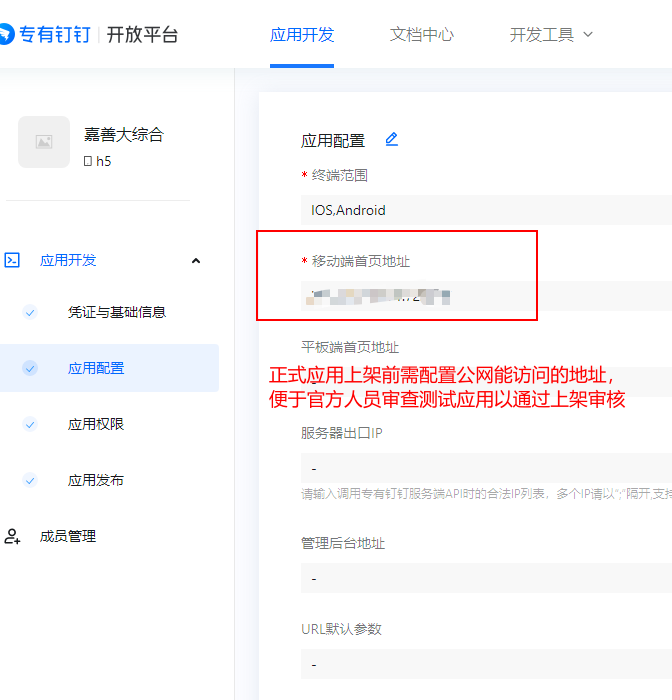 专有钉钉 开放平台
应用开发 文档中心 开发工具
嘉善大综合
h5
应用开发
凭证与基础信息
应用配置
应用权限
应用发布
成员管理
应用配置
* 终端范围
IOS,Android
* 移动端首页地址
平板端首页地址
正式应用上架前需配置公网能访问的地址,
便于官方人员审查测试应用以通过上架审核
服务器出口IP
-
请输入调用专有钉钉服务端API时的合法IP列表，多个IP请以";"隔开,支持
管理后台地址
-
URL默认参数
-